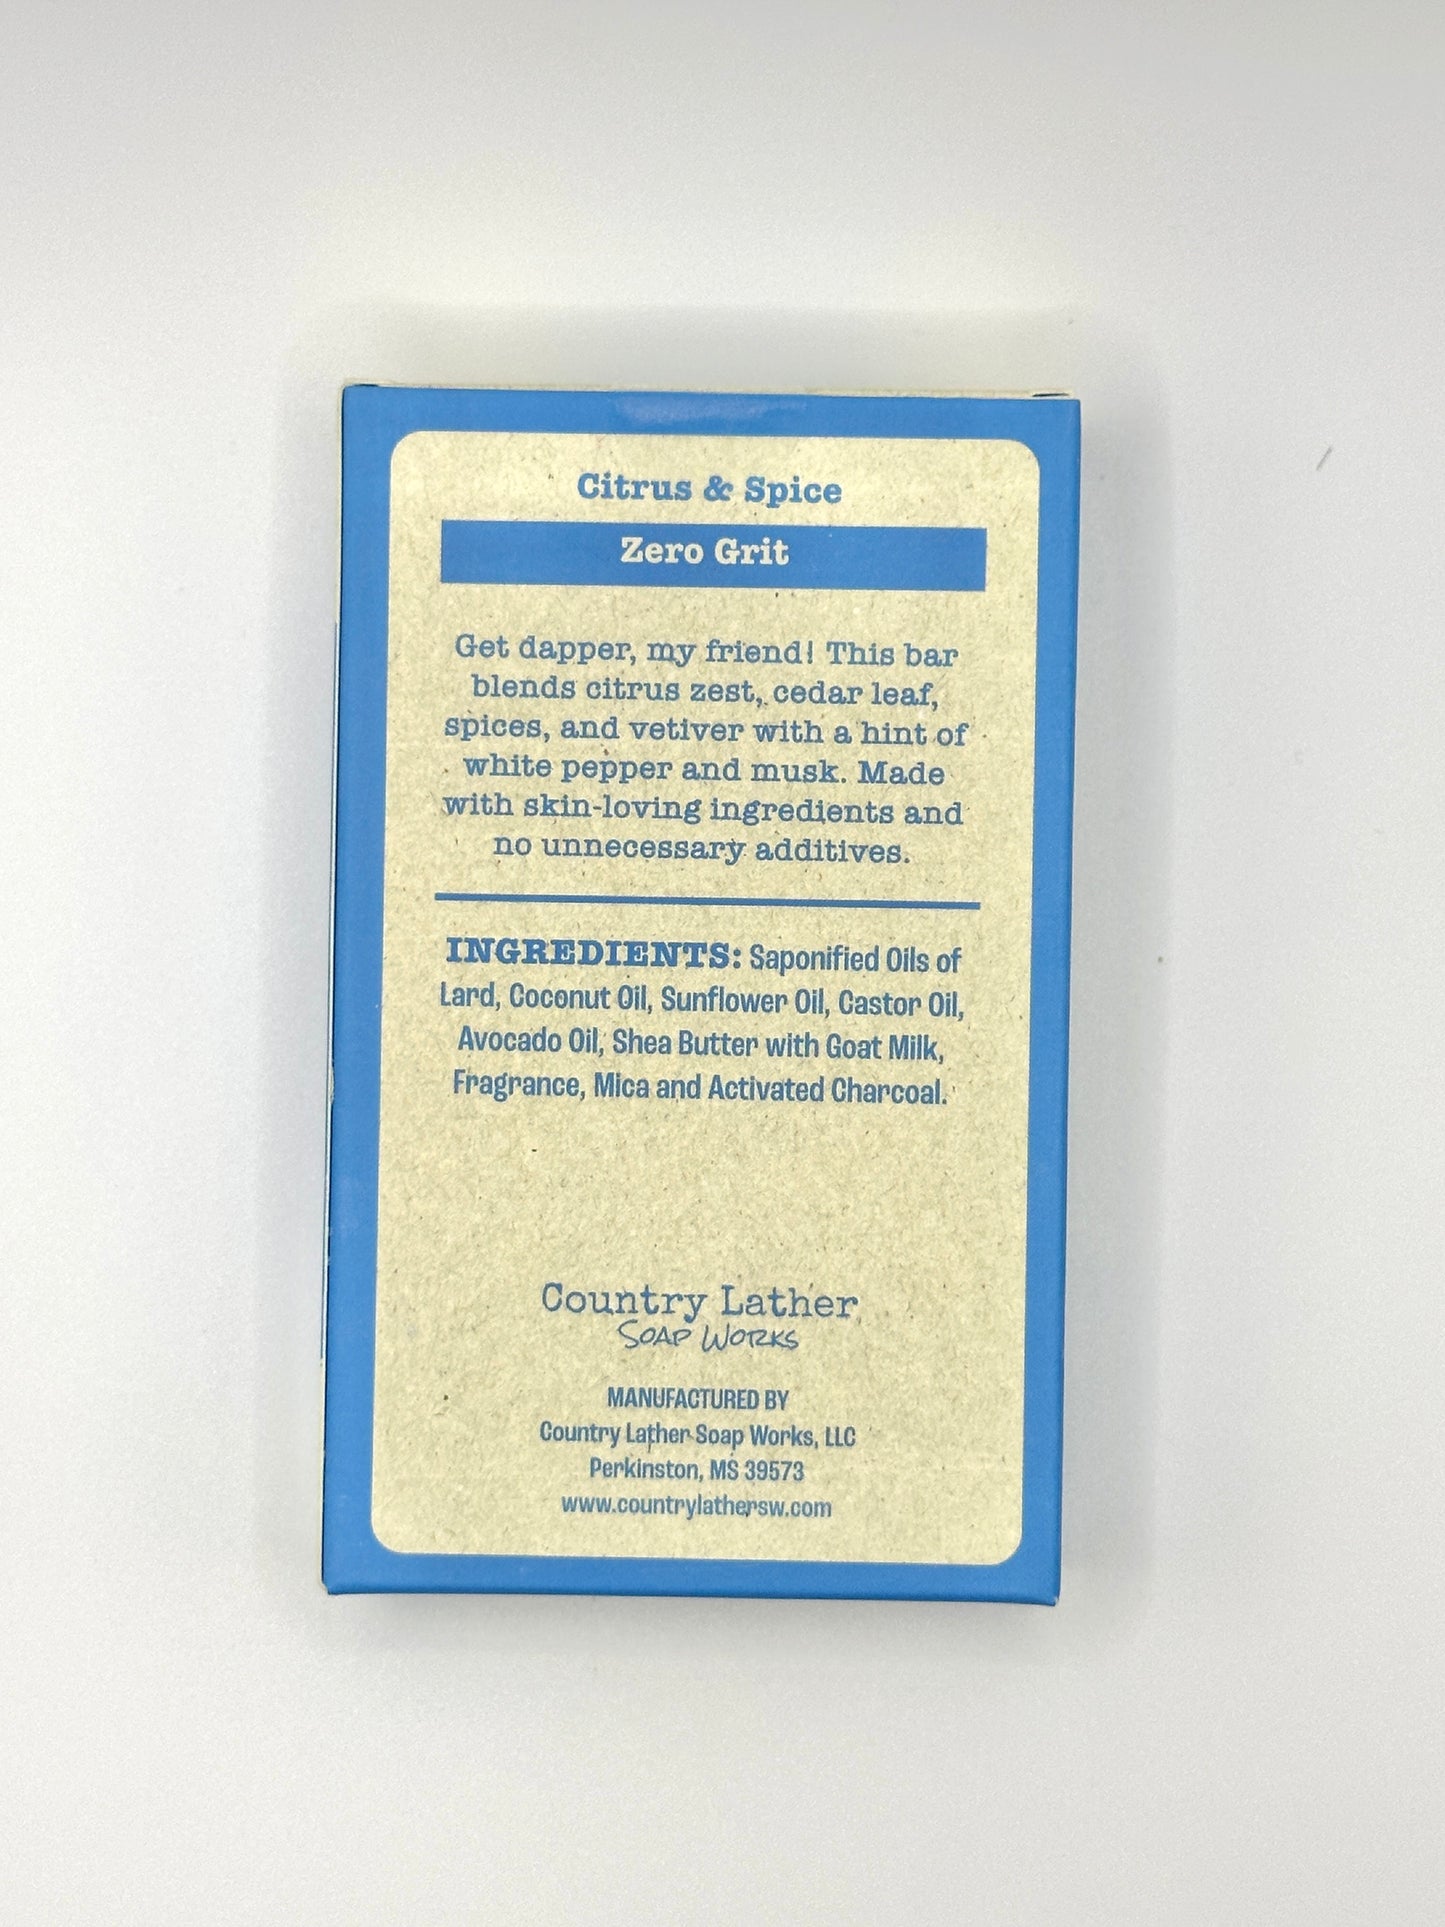 Citrus & Spice
Zero Grit
Get dapper, my friend! This bar
blends citrus zest, cedar leaf,
spices, and vetiver with a hint of
white pepper and musk. Made
with skin-loving ingredients and
no unnecessary additives.
INGREDIENTS: Saponified Oils of
Lard, Coconut Oil, Sunflower Oil, Castor Oil,
Avocado Oil, Shea Butter with Goat Milk,
Fragrance, Mica and Activated Charcoal.
Country Lather
SOAP WORKS
MANUFACTURED BY
Country Lather Soap Works, LLC
Perkinston, MS 39573
www.countrylathersw.com